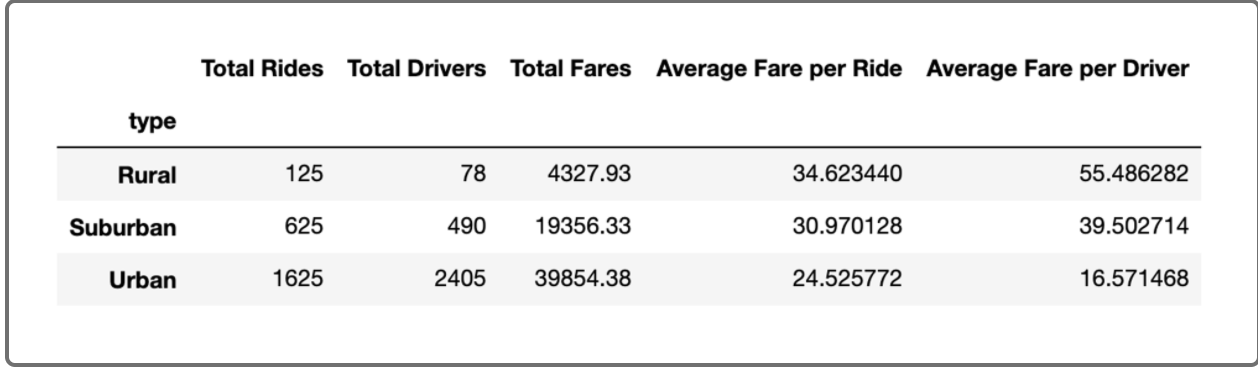 Total Rides Total Drivers Total Fares Average Fare per Ride Average Fare per Driver
type
Rural 125 78 4327.93 34.623440 55.486282
Suburban 625 490 19356.33 30.970128 39.502714
Urban 1625 2405 39854.38 24.525772 16.571468